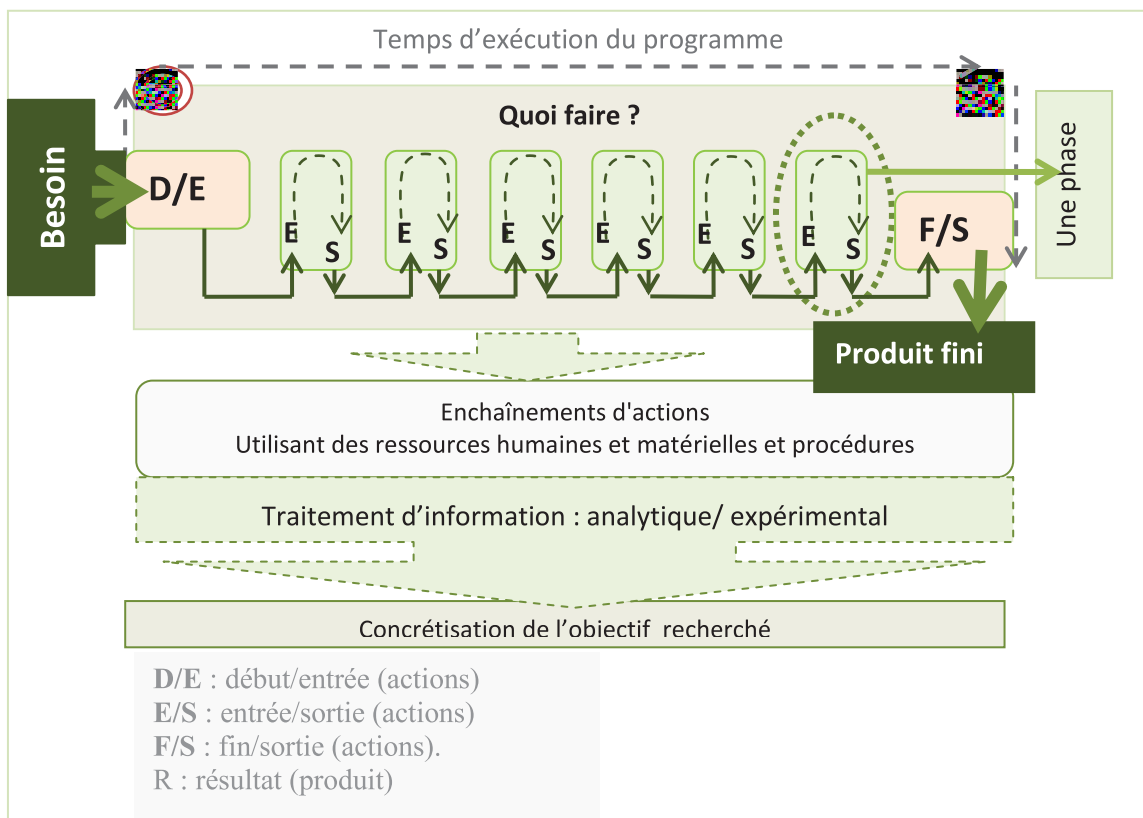 Temps d'exécution du programme
Quoi faire ?
Besoin
D/E
E
S
E
S
E
S
E
S
E
S
E
S
F/S
Une phase
Produit fini
Enchaînements d'actions
Utilisant des ressources humaines et matérielles et procédures
Traitement d'information : analytique/ expérimental
Concrétisation de l'objectif recherché
D/E : début/entrée (actions)
E/S : entrée/sortie (actions)
F/S : fin/sortie (actions).
R : résultat (produit)